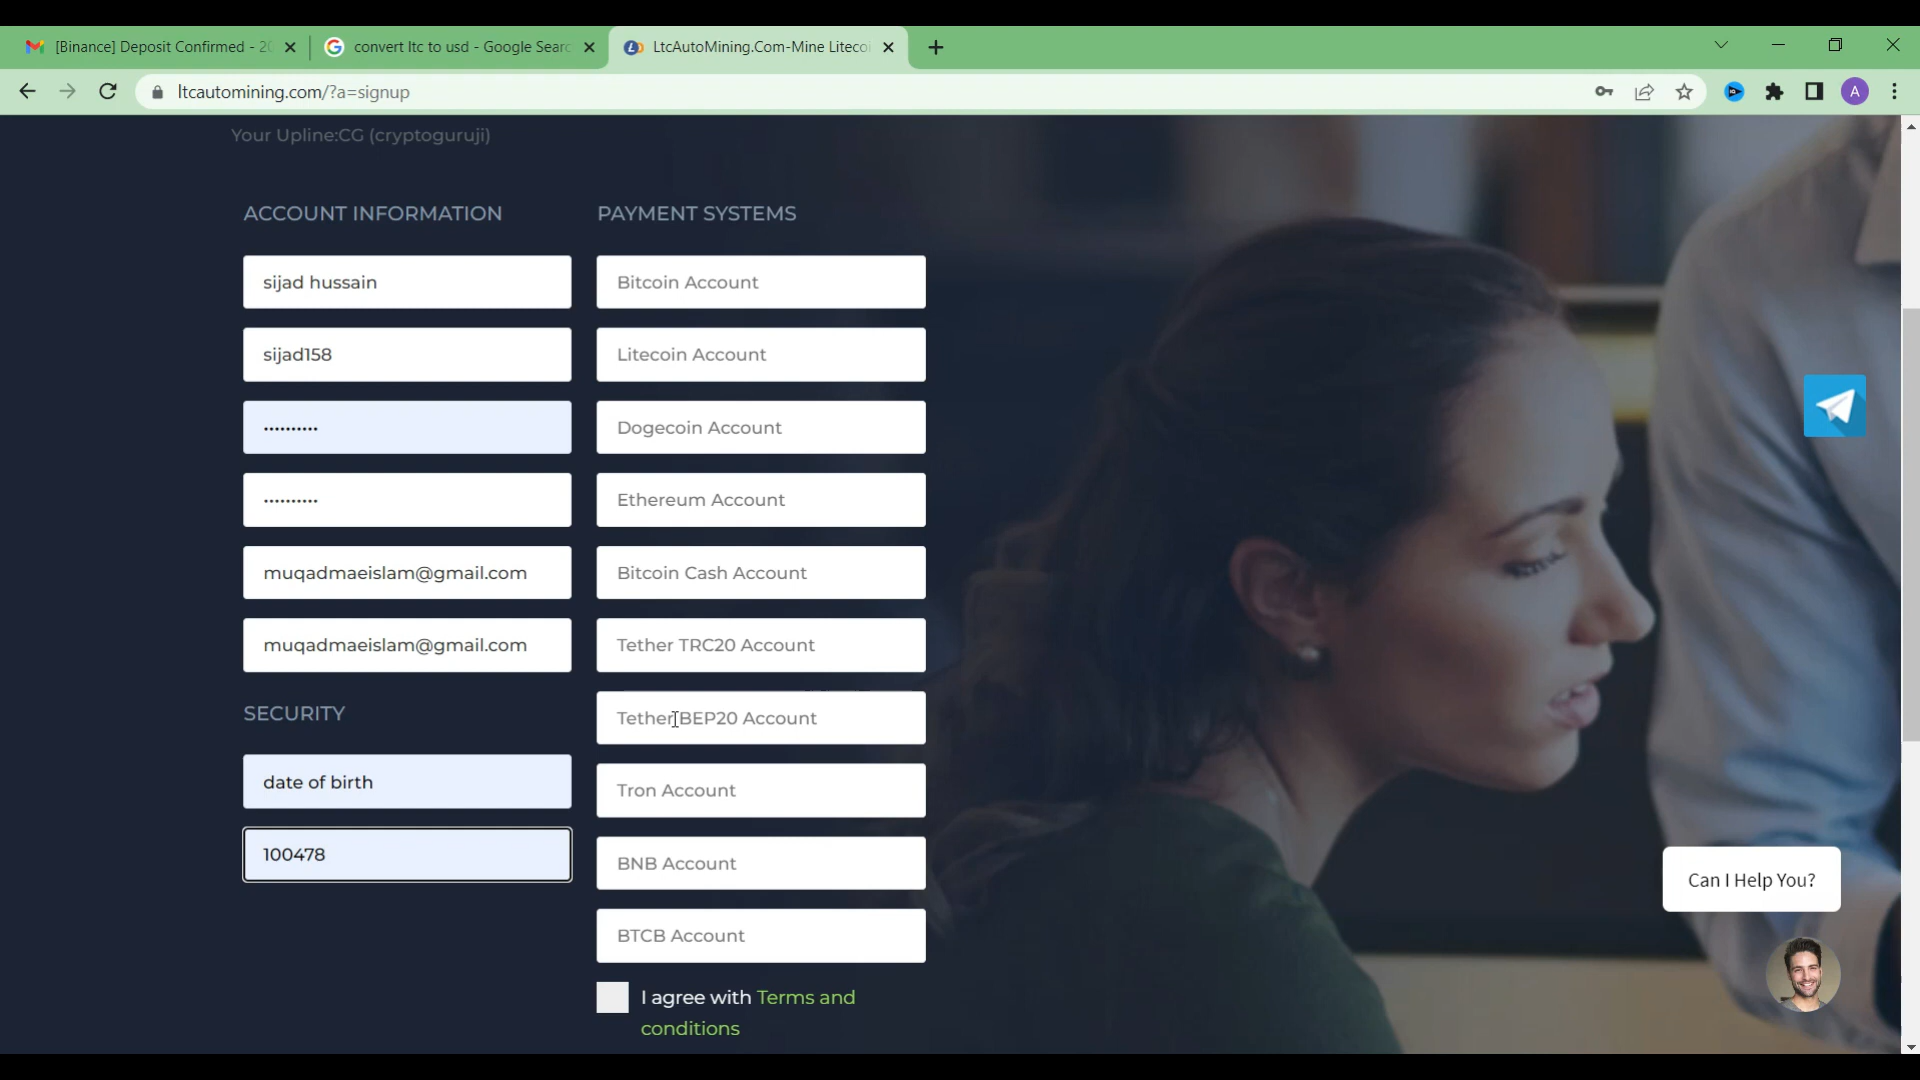 [Binance] Deposit Confirmed - 20
convert ltc to usd - Google Searc
LtcAutoMining.Com-Mine Liteco
ltcautomining.com/?a=signup
A
Your Upline:CG (cryptoguruji)
ACCOUNT INFORMATION
sijad hussain
sijad158
••••••••••
••••••••••
muqadmaeislam@gmail.com
muqadmaeislam@gmail.com
SECURITY
date of birth
100478
PAYMENT SYSTEMS
Bitcoin Account
Litecoin Account
Dogecoin Account
Ethereum Account
Bitcoin Cash Account
Tether TRC20 Account
Tether BEP20 Account
Tron Account
BNB Account
BTCB Account
I agree with Terms and
conditions
Can I Help You?